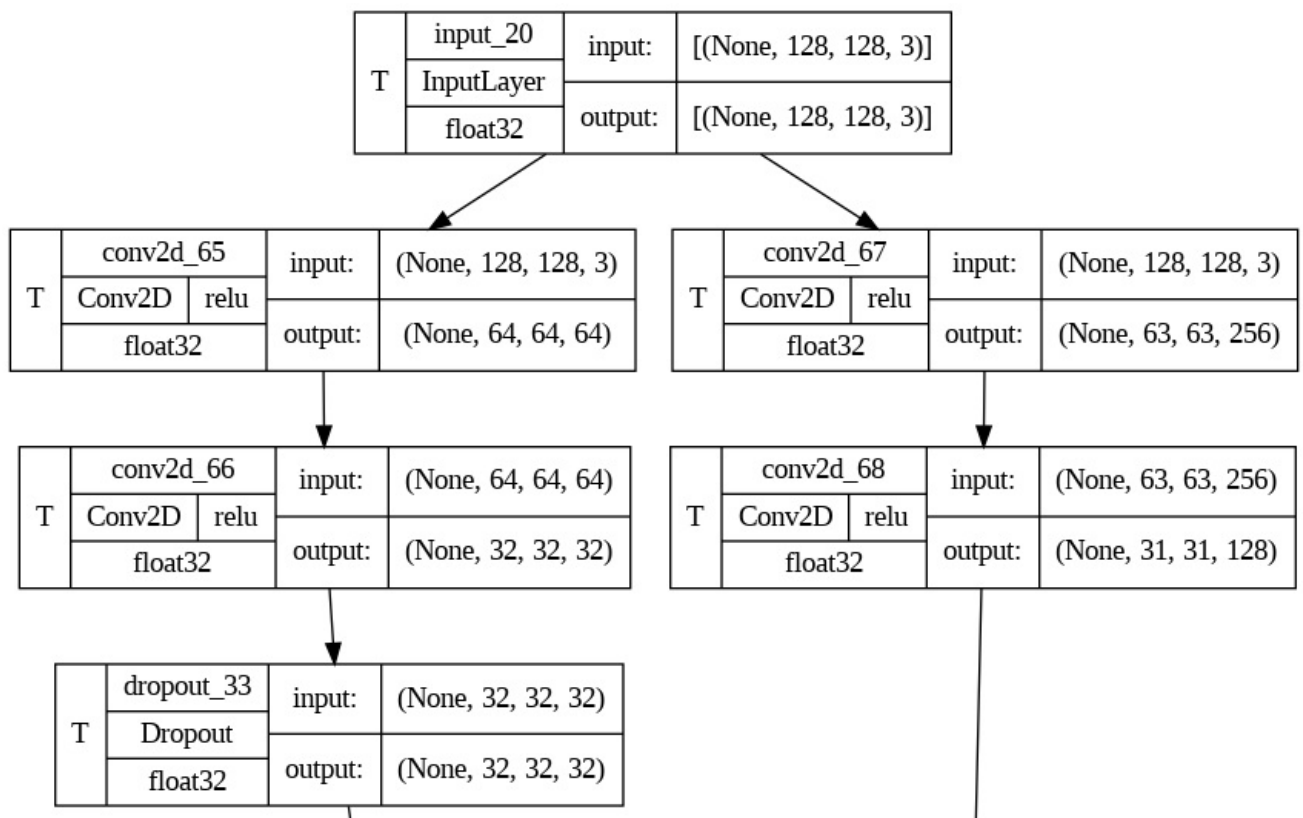 T
input_20
InputLayer
float32
input:
[(None, 128, 128, 3)]
output:
[(None, 128, 128, 3)]
T
conv2d_65
Conv2D relu
float32
input:
(None, 128, 128, 3)
output:
(None, 64, 64, 64)
T
conv2d_67
Conv2D relu
float32
input:
(None, 128, 128, 3)
output:
(None, 63, 63, 256)
T
conv2d_66
Conv2D relu
float32
input:
(None, 64, 64, 64)
output:
(None, 32, 32, 32)
T
conv2d_68
Conv2D relu
float32
input:
(None, 63, 63, 256)
output:
(None, 31, 31, 128)
T
dropout_33
Dropout
float32
input:
(None, 32, 32, 32)
output:
(None, 32, 32, 32)